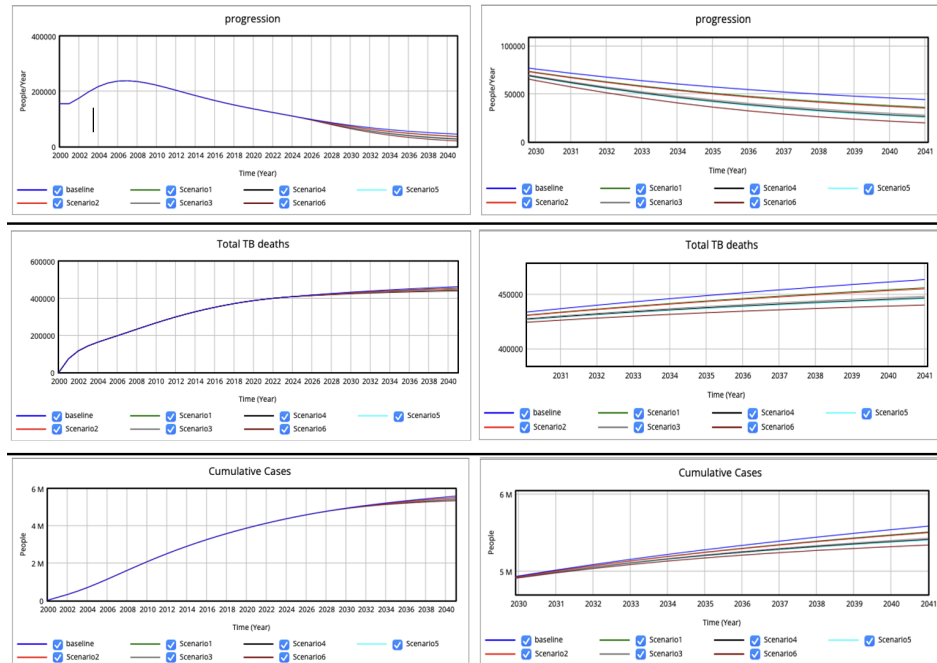 progression
400000
200000
0
People/Year
2000 2002 2004 2006 2008 2010 2012 2014 2016 2018 2020 2022 2024 2026 2028 2030 2032 2034 2036 2038 2040
Time (Year)
baseline Scenario1 Scenario4 Scenario5
Scenario2 Scenario3 Scenario6
progression
100000
50000
0
People/Year
2030 2031 2032 2033 2034 2035 2036 2037 2038 2039 2040 2041
Time (Year)
baseline Scenario1 Scenario4 Scenario5
Scenario2 Scenario3 Scenario6
Total TB deaths
600000
400000
200000
0
2000 2002 2004 2006 2008 2010 2012 2014 2016 2018 2020 2022 2024 2026 2028 2030 2032 2034 2036 2038 2040
Time (Year)
baseline Scenario1 Scenario4 Scenario5
Scenario2 Scenario3 Scenario6
Total TB deaths
450000
400000
2031 2032 2033 2034 2035 2036 2037 2038 2039 2040 2041
Time (Year)
baseline Scenario1 Scenario4 Scenario5
Scenario2 Scenario3 Scenario6
Cumulative Cases
6 M
4 M
2 M
0
People
2000 2002 2004 2006 2008 2010 2012 2014 2016 2018 2020 2022 2024 2026 2028 2030 2032 2034 2036 2038 2040
Time (Year)
baseline Scenario1 Scenario4 Scenario5
Scenario2 Scenario3 Scenario6
Cumulative Cases
6 M
5 M
People
2030 2031 2032 2033 2034 2035 2036 2037 2038 2039 2040 2041
Time (Year)
baseline Scenario1 Scenario4 Scenario5
Scenario2 Scenario3 Scenario6